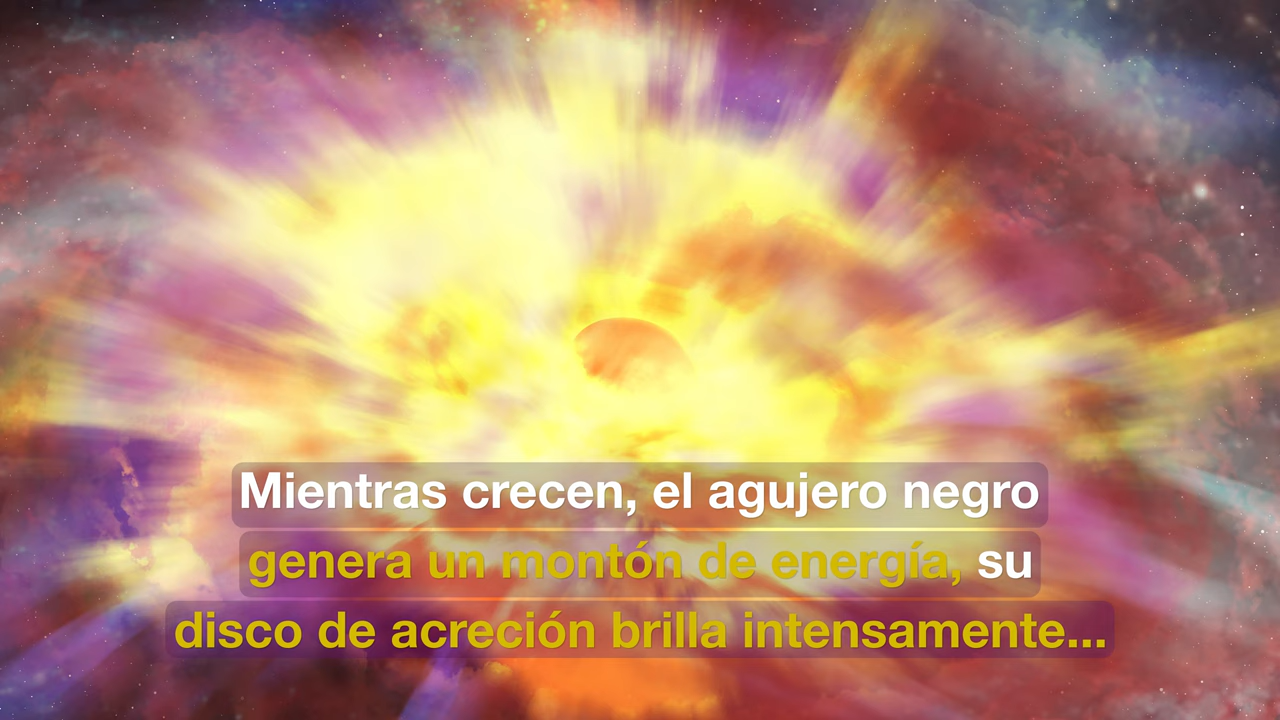 Mientras crecen, el agujero negro
genera un montón de energía, su
disco de acreción brilla intensamente...